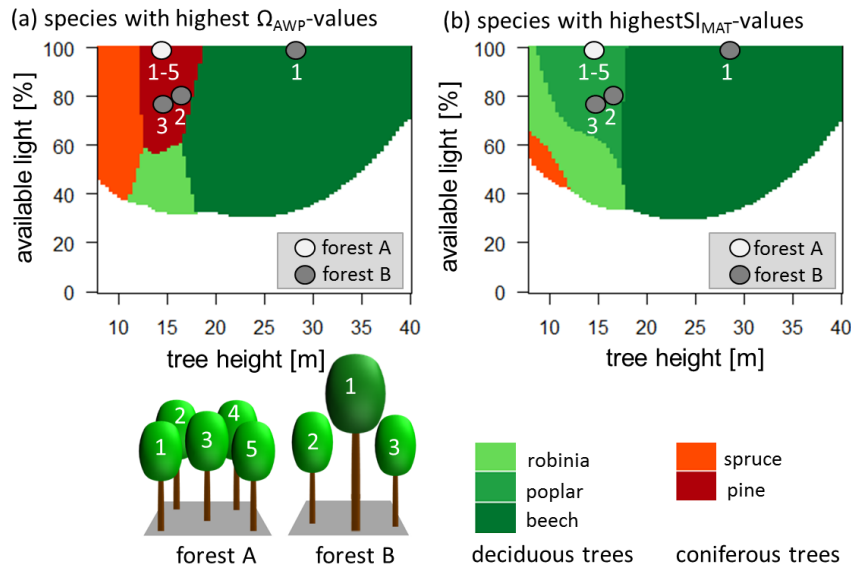 (a) species with highest Ω_AWP-values
(b) species with highestSI_MAT-values
available light [%]
100
80
60
40
20
0
1-5
1
2
3
forest A
forest B
10
15
20
25
30
35
40
tree height [m]
available light [%]
100
80
60
40
20
0
1-5
1
2
3
forest A
forest B
10
15
20
25
30
35
40
tree height [m]
1
2
3
4
5
forest A
1
2
3
forest B
robinia
poplar
beech
deciduous trees
spruce
pine
coniferous trees